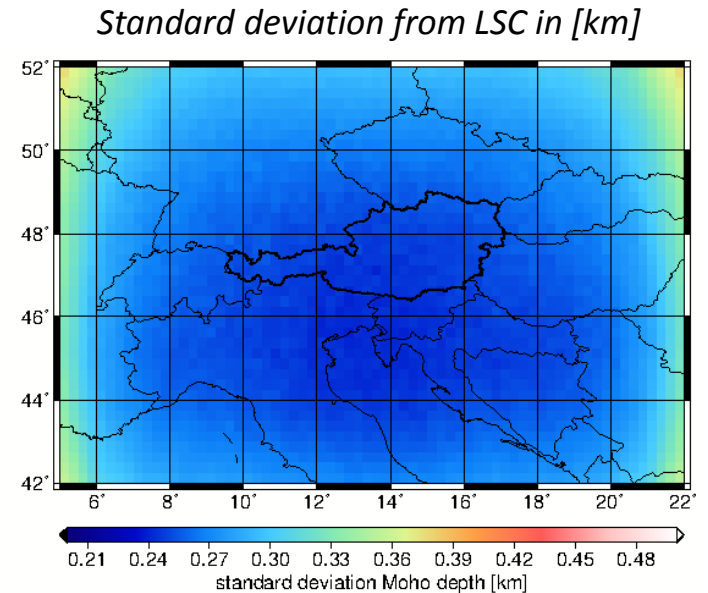 Standard deviation from LSC in [km]
52°
50°
48°
46°
44°
42°
6° 8° 10° 12° 14° 16° 18° 20° 22°
0.21 0.24 0.27 0.30 0.33 0.36 0.39 0.42 0.45 0.48
standard deviation Moho depth [km]